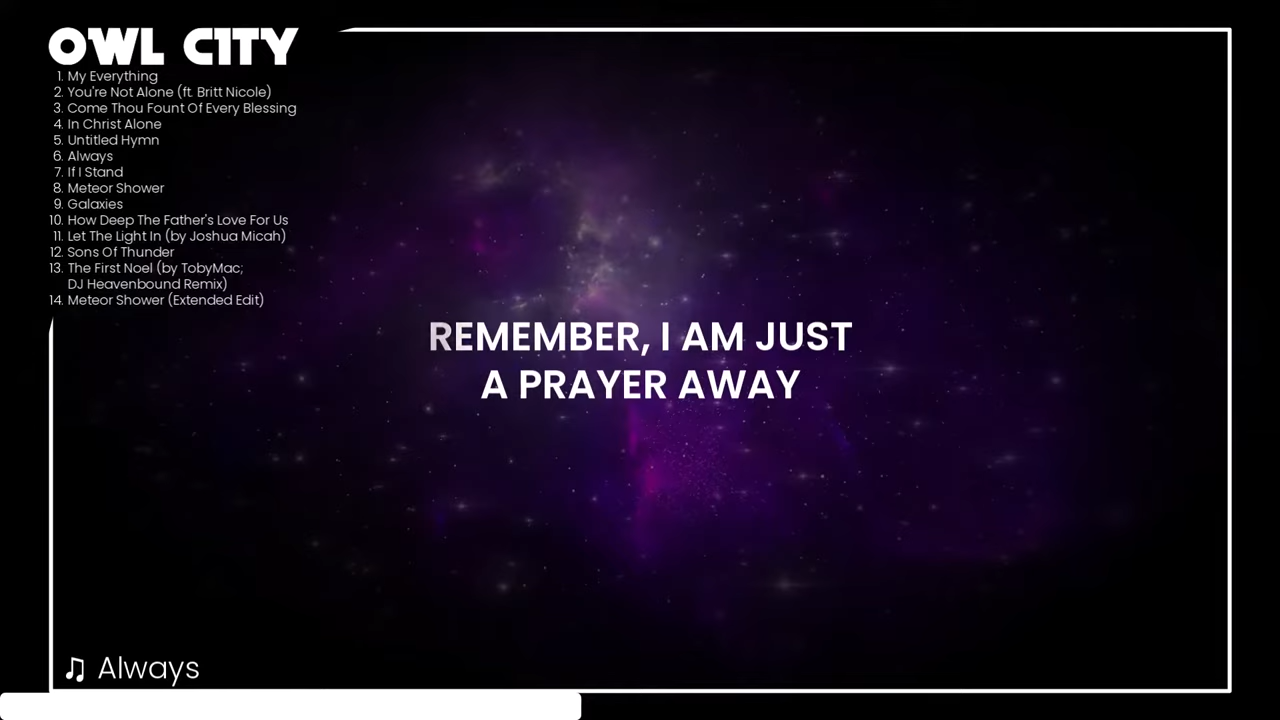 OWL CITY
1. My Everything
2. You're Not Alone (ft. Britt Nicole)
3. Come Thou Fount Of Every Blessing
4. In Christ Alone
5. Untitled Hymn
6. Always
7. If I Stand
8. Meteor Shower
9. Galaxies
10. How Deep The Father's Love For Us
11. Let The Light In (by Joshua Micah)
12. Sons Of Thunder
13. The First Noel (by TobyMac;
DJ Heavenbound Remix)
14. Meteor Shower (Extended Edit)
REMEMBER, I AM JUST
A PRAYER AWAY
♫ Always